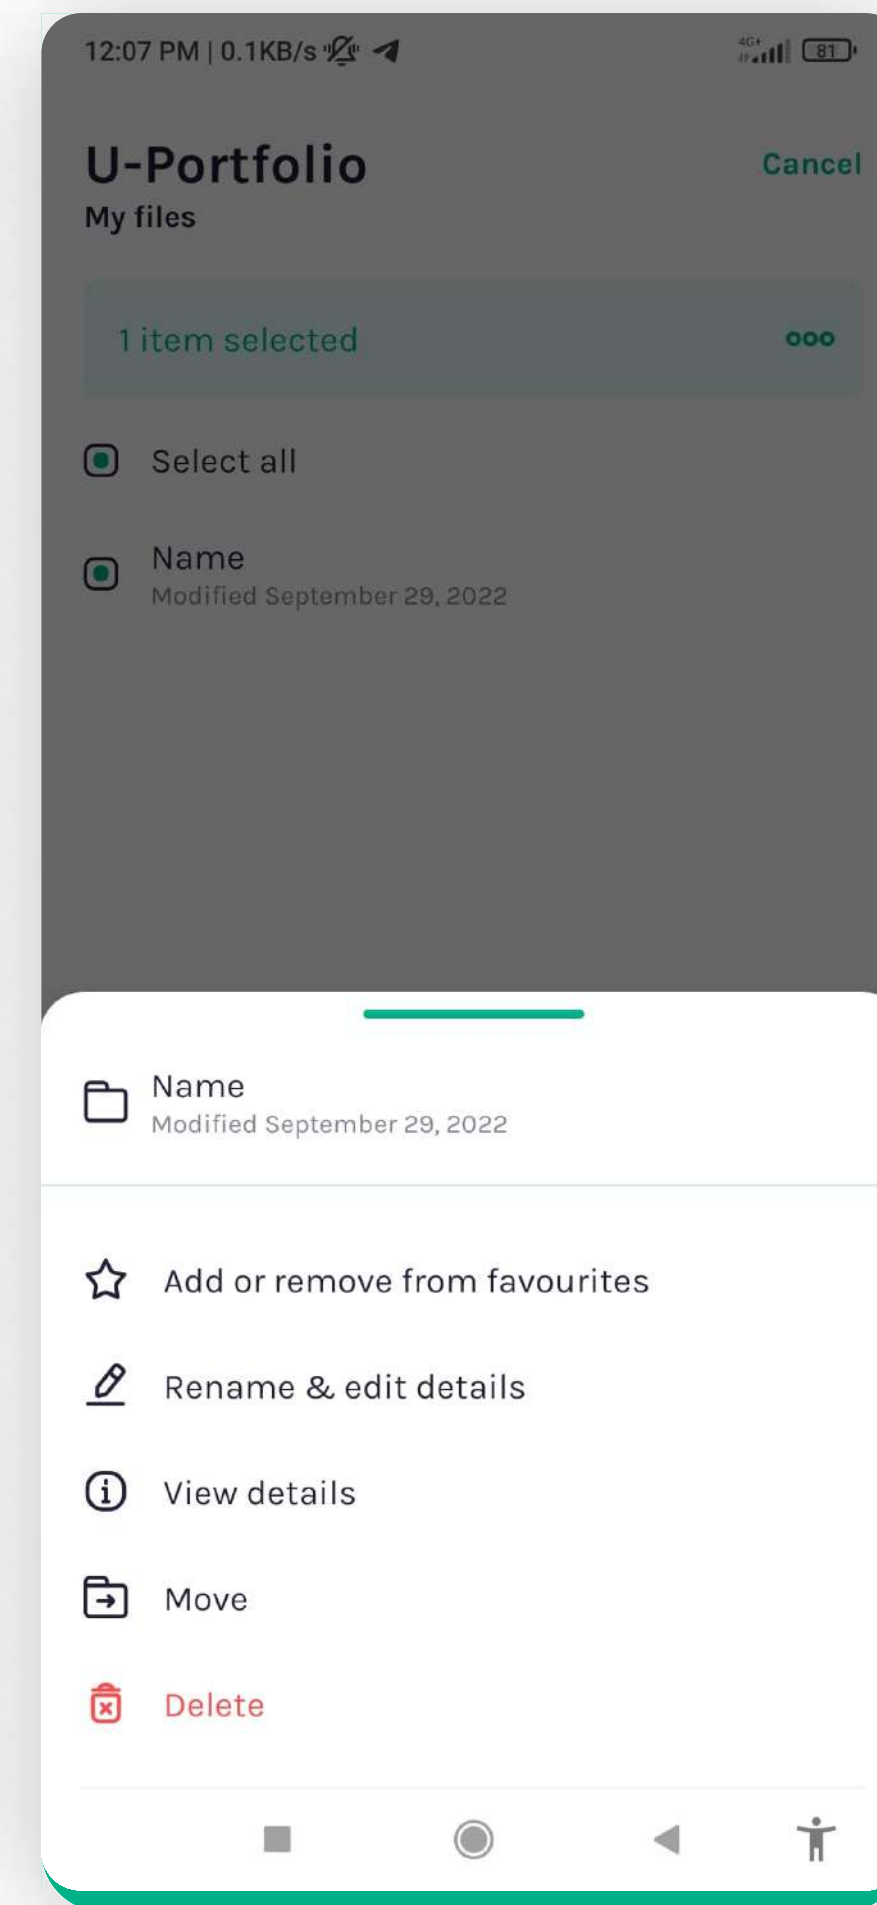 12:07 PM | 0.1KB/s
4G+
81
U-Portfolio
Cancel
My files
1 item selected
Select all
Name
Modified September 29, 2022
Name
Modified September 29, 2022
Add or remove from favourites
Rename & edit details
View details
Move
Delete